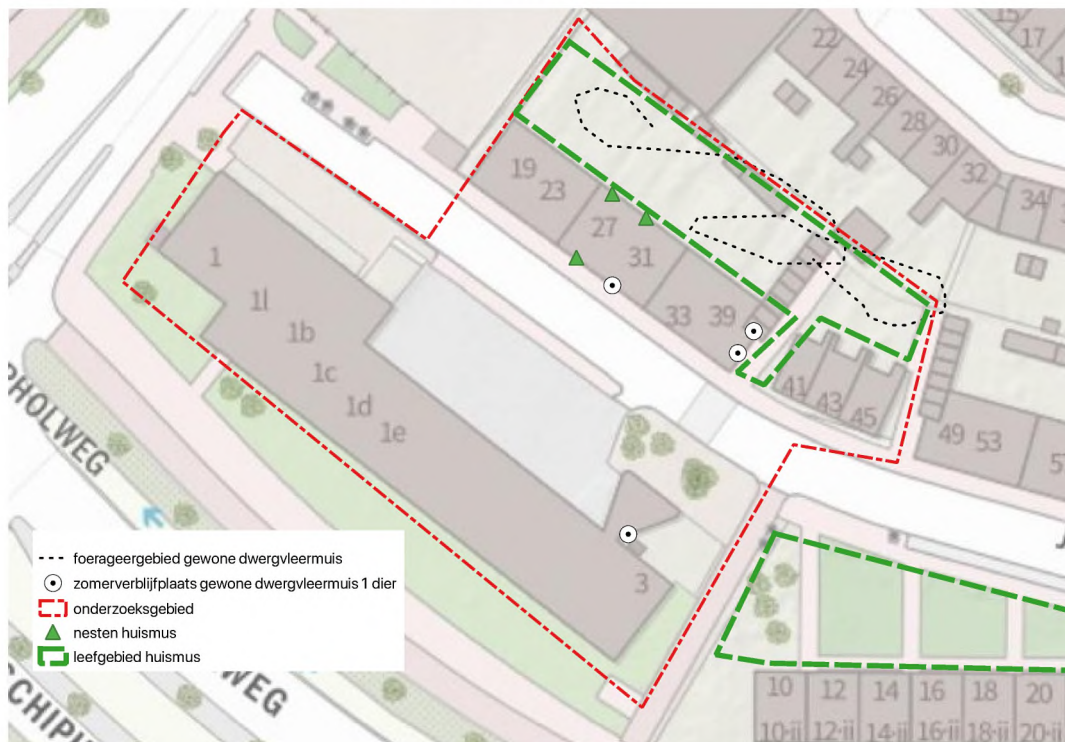 15
17
22
24
26
28
30
32
34
19
23
27
31
33
39
41
43
45
49
53
1
1l
1b
1c
1d
1e
3
PHOLWEG
WEG
SCHIPH
J
foerageergebied gewone dwergvleermuis
zomerverblijfplaats gewone dwergvleermuis 1 dier
onderzoeksgebied
nesten huismus
leefgebied huismus
10 12 14 16 18 20
10-ii 12-ii 14-ii 16-ii 18-ii 20-ii